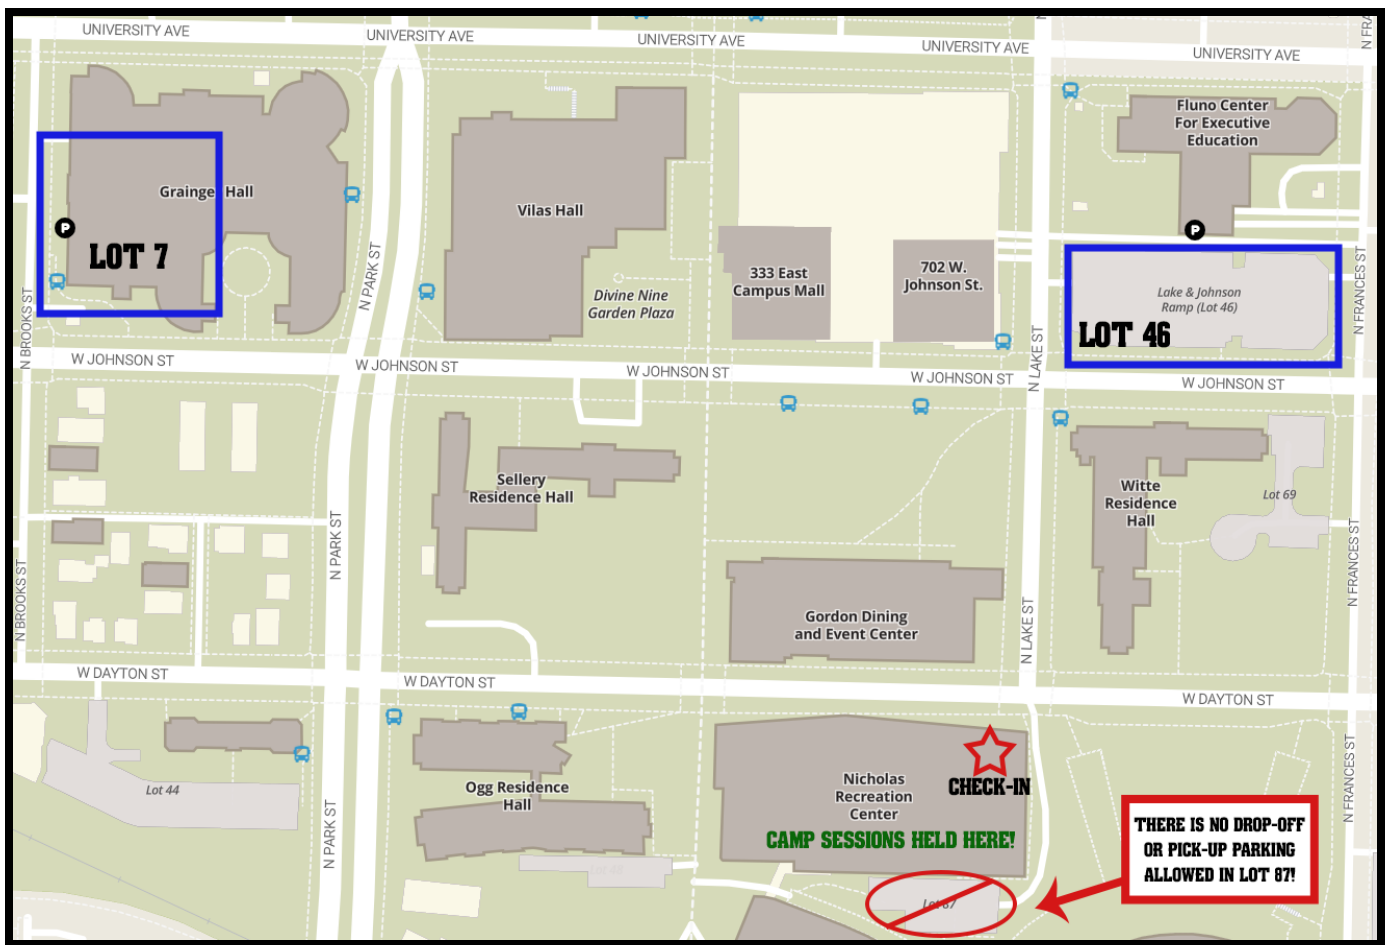 UNIVERSITY AVE
UNIVERSITY AVE
UNIVERSITY AVE
UNIVERSITY AVE
UNIVERSITY AVE
N FRA
N
Fluno Center
For Executive
Education
Grainge Hall
P
LOT 7
Vilas Hall
Divine Nine
Garden Plaza
333 East
Campus Mall
702 W.
Johnson St.
P
Lake & Johnson
Ramp (Lot 46)
LOT 46
N BROOKS ST
N PARK ST
N LAKE ST
N FRANCES ST
W JOHNSON ST
W JOHNSON ST
W JOHNSON ST
W JOHNSON ST
W JOHNSON ST
Sellery
Residence Hall
Witte
Residence
Hall
Lot 69
N BROOKS ST
N PARK ST
N LAKE ST
N FRANCES ST
Gordon Dining
and Event Center
W DAYTON ST
W DAYTON ST
W DAYTON ST
Lot 44
N PARK ST
Ogg Residence
Hall
Nicholas
Recreation
Center
CHECK-IN
CAMP SESSIONS HELD HERE!
N FRANCES ST
THERE IS NO DROP-OFF
OR PICK-UP PARKING
ALLOWED IN LOT 87!
Lot 87